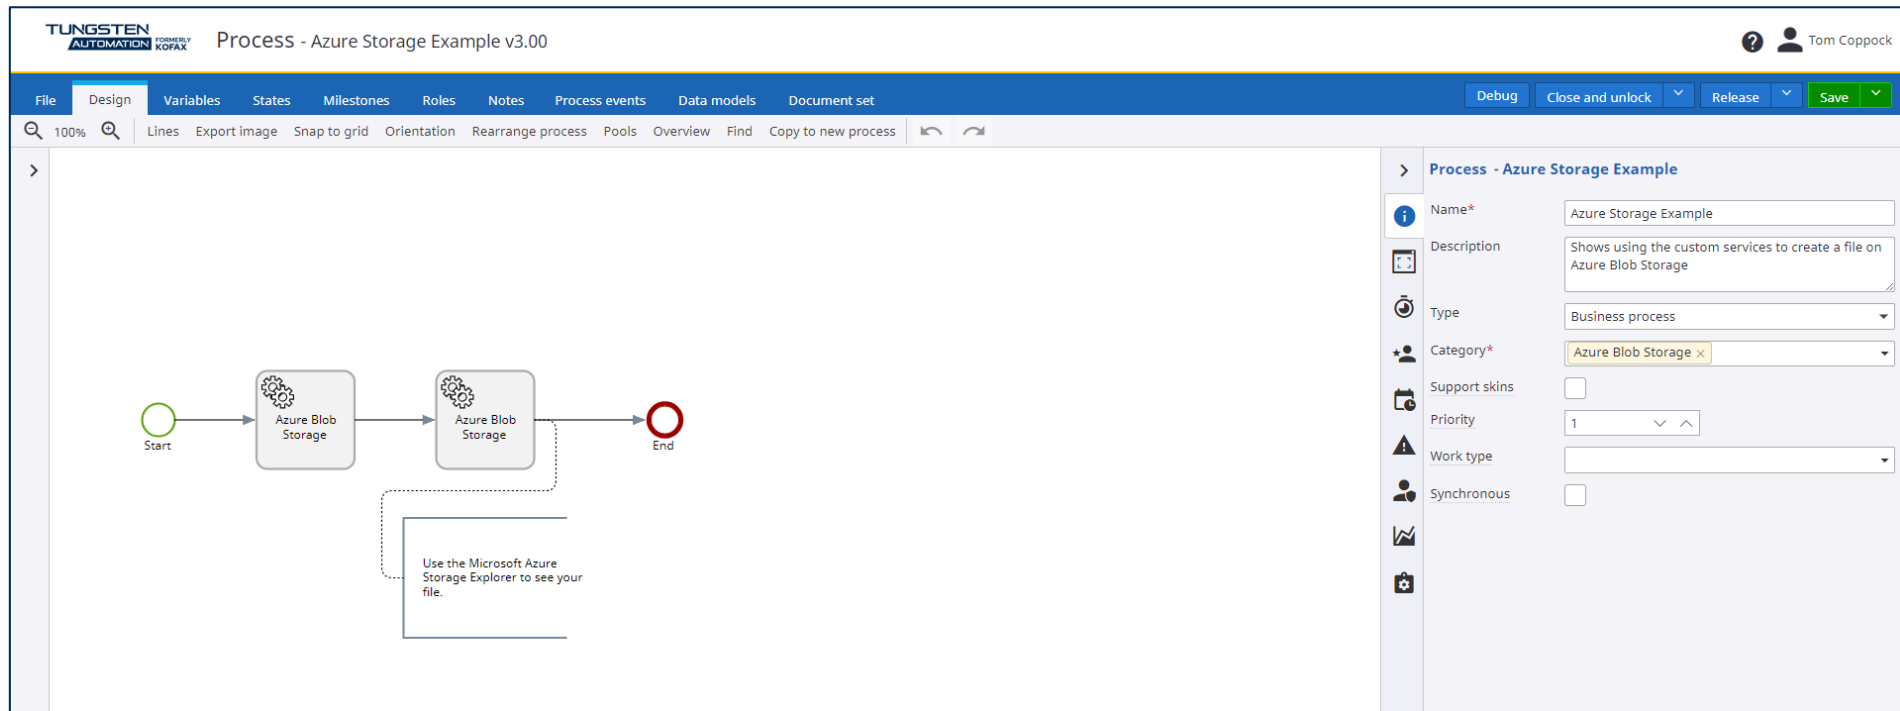 TUNGSTEN
AUTOMATION FORMERLY KOFAX
Process - Azure Storage Example v3.00
Tom Coppock
File Design Variables States Milestones Roles Notes Process events Data models Document set
Debug Close and unlock Release Save
100% Lines Export image Snap to grid Orientation Rearrange process Pools Overview Find Copy to new process
Process - Azure Storage Example
Name* Azure Storage Example
Description Shows using the custom services to create a file on
Azure Blob Storage
Type Business process
Category* Azure Blob Storage ×
Support skins
Priority 1
Work type
Synchronous
Start
Azure Blob
Storage
Azure Blob
Storage
End
Use the Microsoft Azure
Storage Explorer to see your
file.